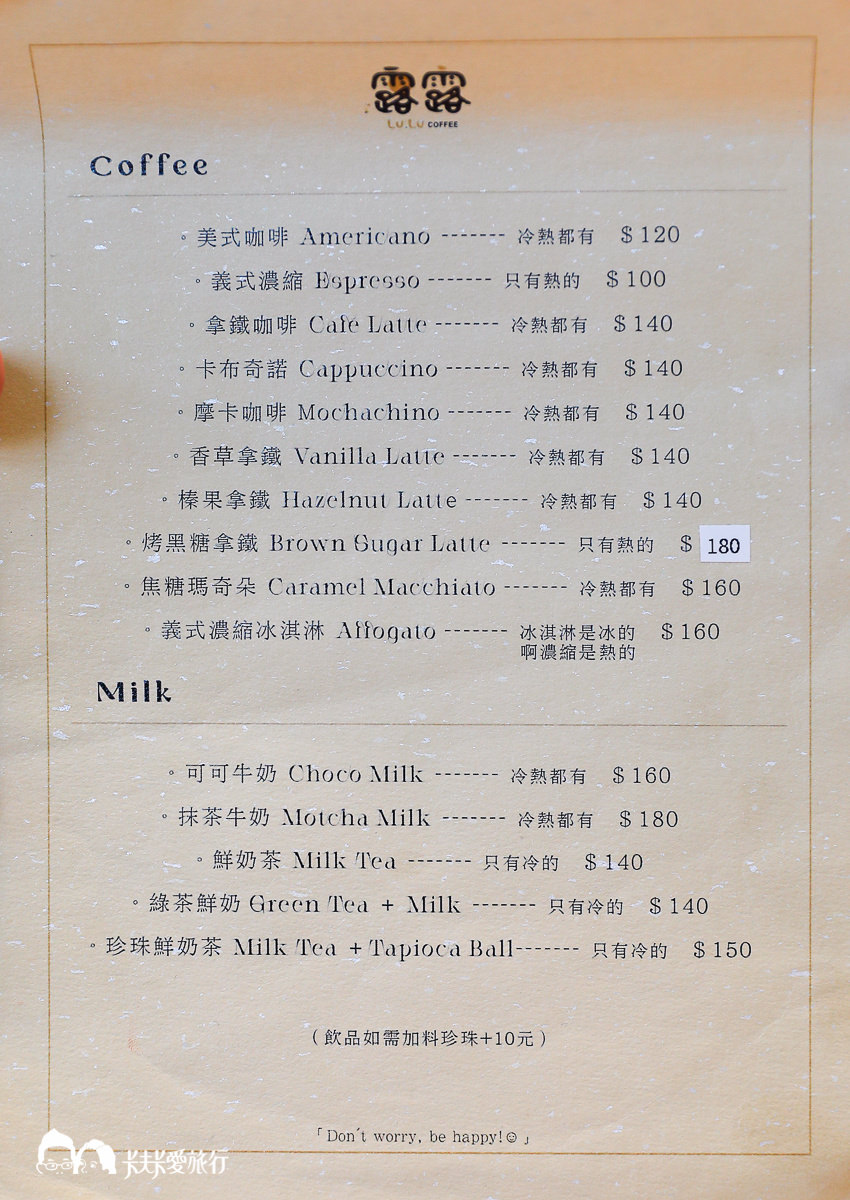 露露
LU.LU COFFEE
Coffee
。美式咖啡 Americano ------- 冷熱都有 $120
。義式濃縮 Espresso ------- 只有熱的 $100
。拿鐵咖啡 Café Latte ------- 冷熱都有 $140
。卡布奇諾 Cappuccino ------- 冷熱都有 $140
。摩卡咖啡 Mochachino ------- 冷熱都有 $140
。香草拿鐵 Vanilla Latte ------- 冷熱都有 $140
。榛果拿鐵 Hazelnut Latte ------- 冷熱都有 $140
。烤黑糖拿鐵 Brown Sugar Latte ------- 只有熱的 $ 180
。焦糖瑪奇朵 Caramel Macchiato ------- 冷熱都有 $160
。義式濃縮冰淇淋 Affogato ------- 冰淇淋是冰的 $160
啊濃縮是熱的
Milk
。可可牛奶 Choco Milk ------- 冷熱都有 $160
。抹茶牛奶 Motcha Milk ------- 冷熱都有 $180
。鮮奶茶 Milk Tea ------- 只有冷的 $140
。綠茶鮮奶 Green Tea + Milk ------- 只有冷的 $140
。珍珠鮮奶茶 Milk Tea +Tapioca Ball------- 只有冷的 $150
（飲品如需加料珍珠+10元）
「Don´t worry, be happy!☺」
卡夫卡愛旅行